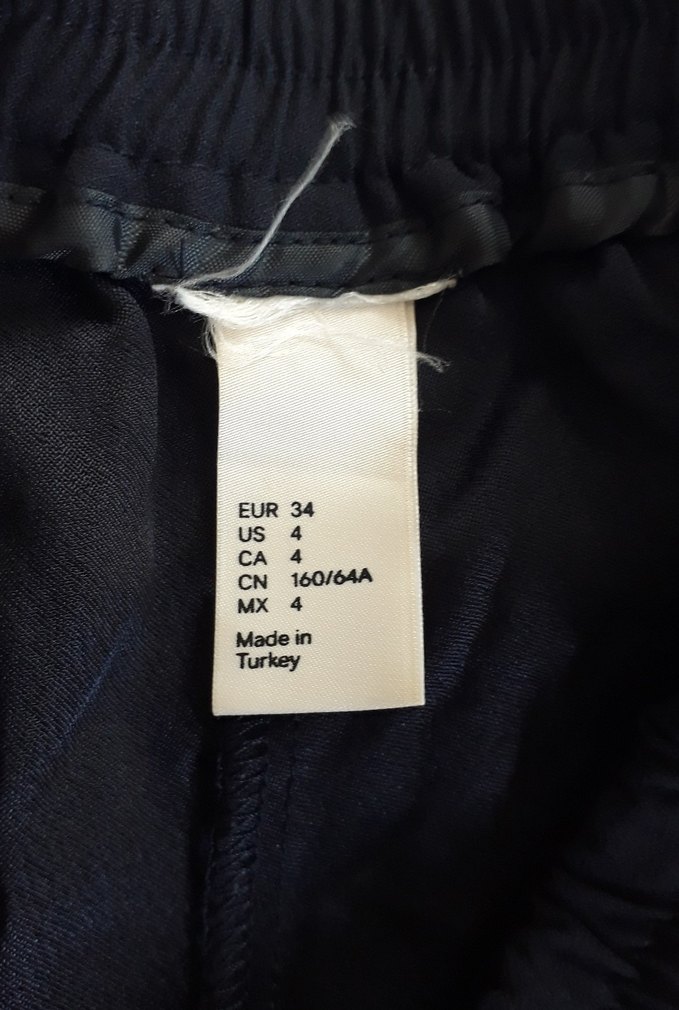 EUR 34
US 4
CA 4
CN 160/64A
MX 4
Made in
Turkey